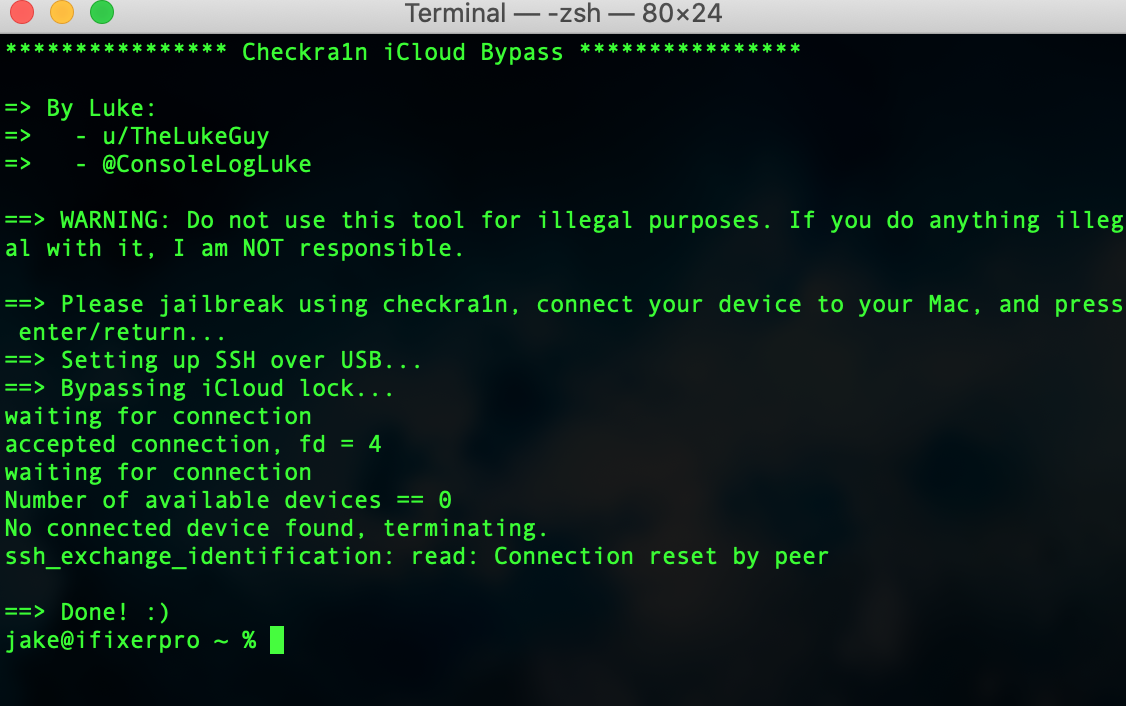 Terminal — -zsh — 80×24
**************** Checkra1n iCloud Bypass ****************
=> By Luke:
=>   - u/TheLukeGuy
=>   - @ConsoleLogLuke
==> WARNING: Do not use this tool for illegal purposes. If you do anything illeg
al with it, I am NOT responsible.
==> Please jailbreak using checkra1n, connect your device to your Mac, and press
 enter/return...
==> Setting up SSH over USB...
==> Bypassing iCloud lock...
waiting for connection
accepted connection, fd = 4
waiting for connection
Number of available devices == 0
No connected device found, terminating.
ssh_exchange_identification: read: Connection reset by peer
==> Done! :)
jake@ifixerpro ~ %